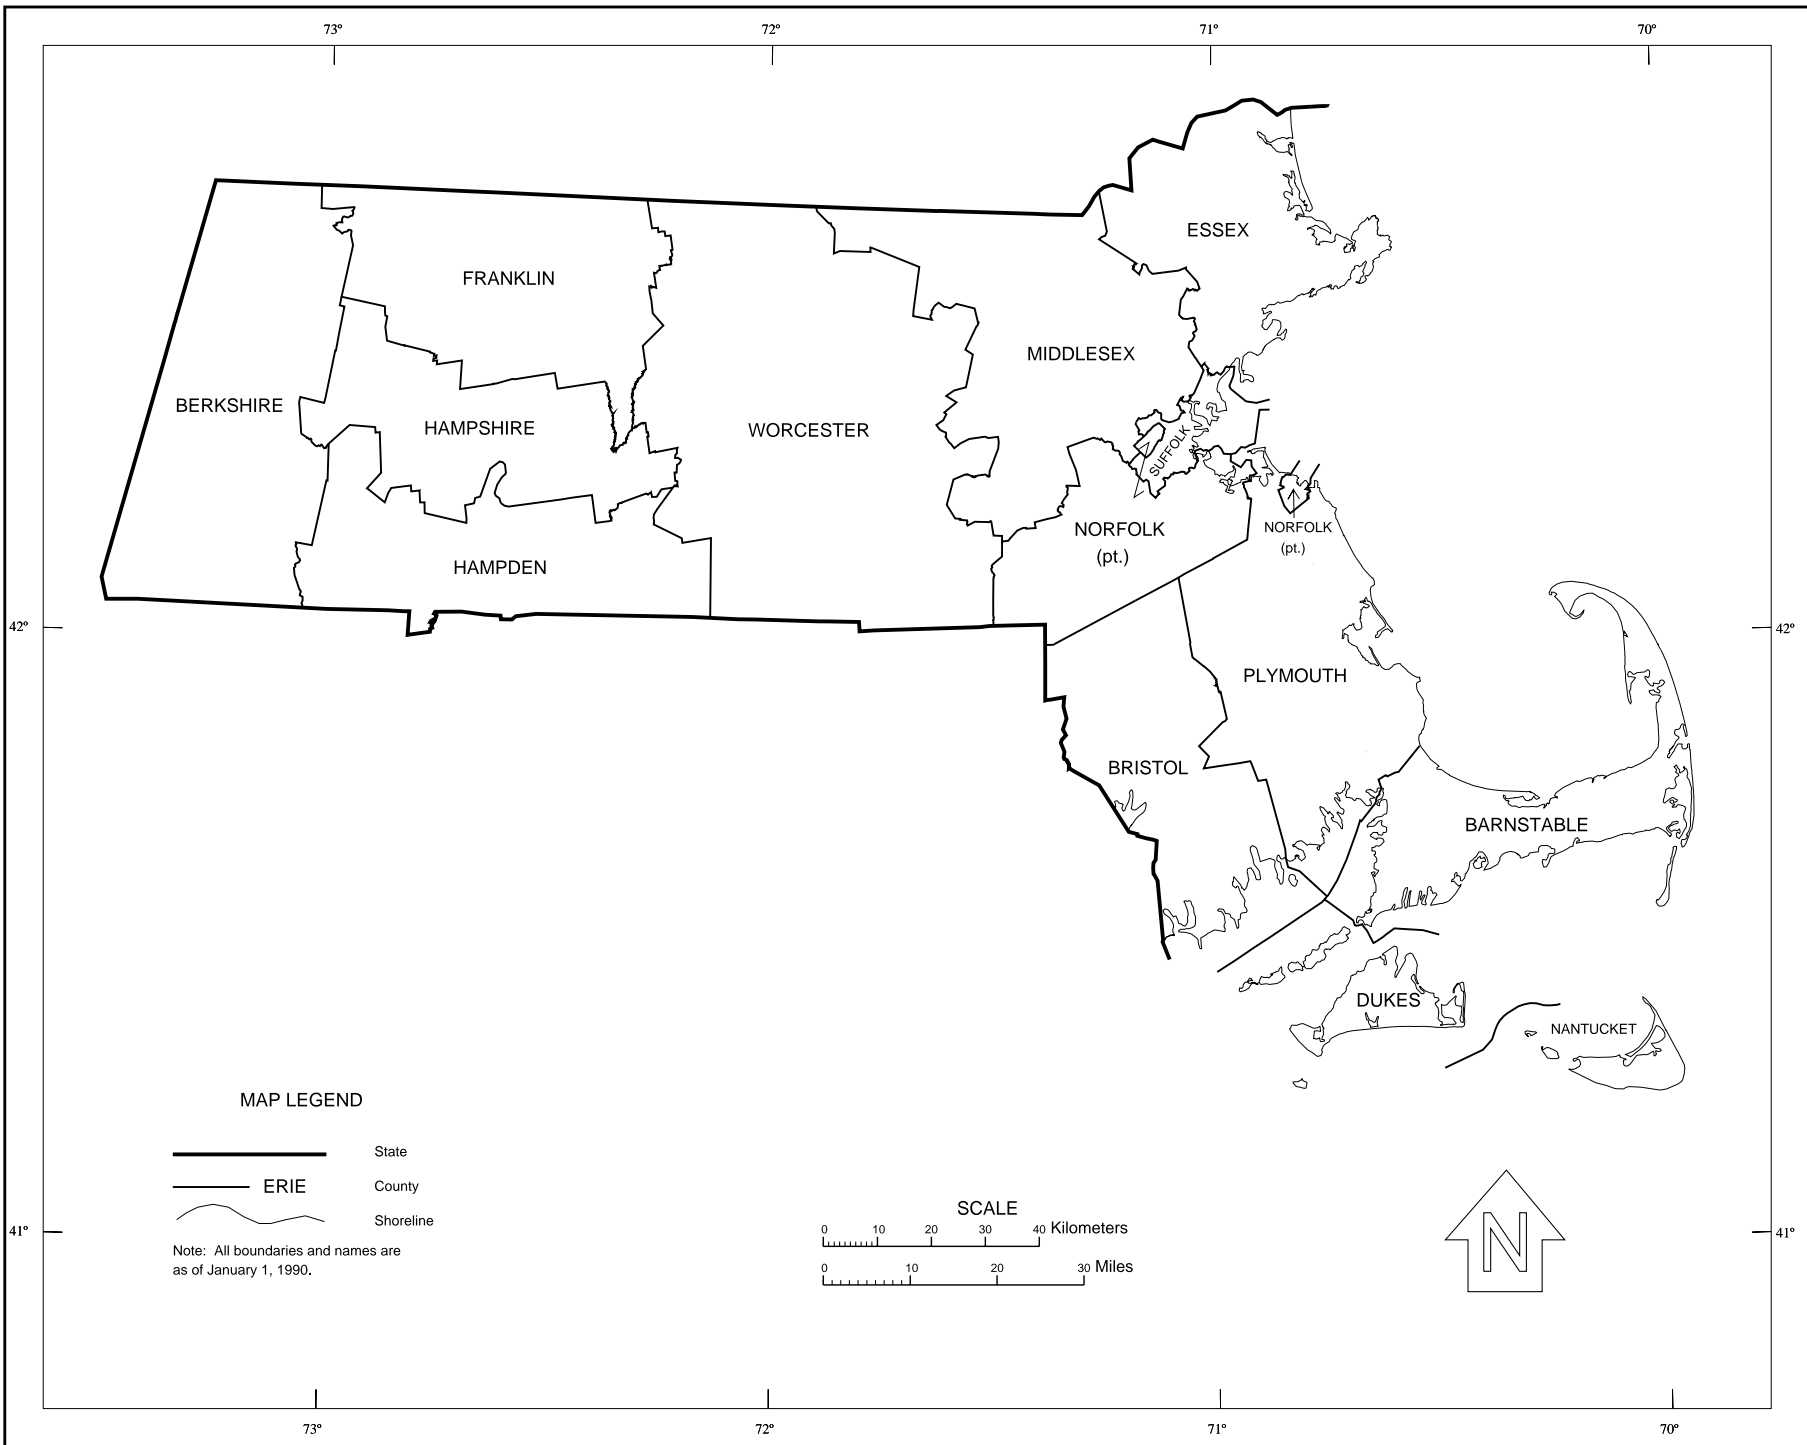 73° 72° 71° 70°
ESSEX
FRANKLIN
MIDDLESEX
BERKSHIRE
HAMPSHIRE
WORCESTER
SUFFOLK
NORFOLK
(pt.)
NORFOLK
(pt.)
HAMPDEN
42° 42°
PLYMOUTH
BRISTOL
BARNSTABLE
DUKES
NANTUCKET
MAP LEGEND
State
ERIE County
Shoreline
Note: All boundaries and names are
as of January 1, 1990.
SCALE
0 10 20 30 40 Kilometers
0 10 20 30 Miles
N
41° 41°
73° 72° 71° 70°